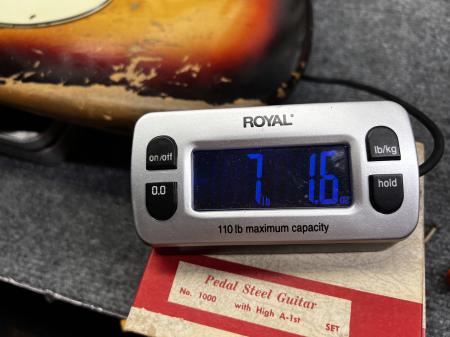 ROYAL®
on/off
lb/kg
0.0
hold
7 lb 1.6 oz
110 lb maximum capacity
Pedal Steel Guitar
No. 1000 with High A-1st SET